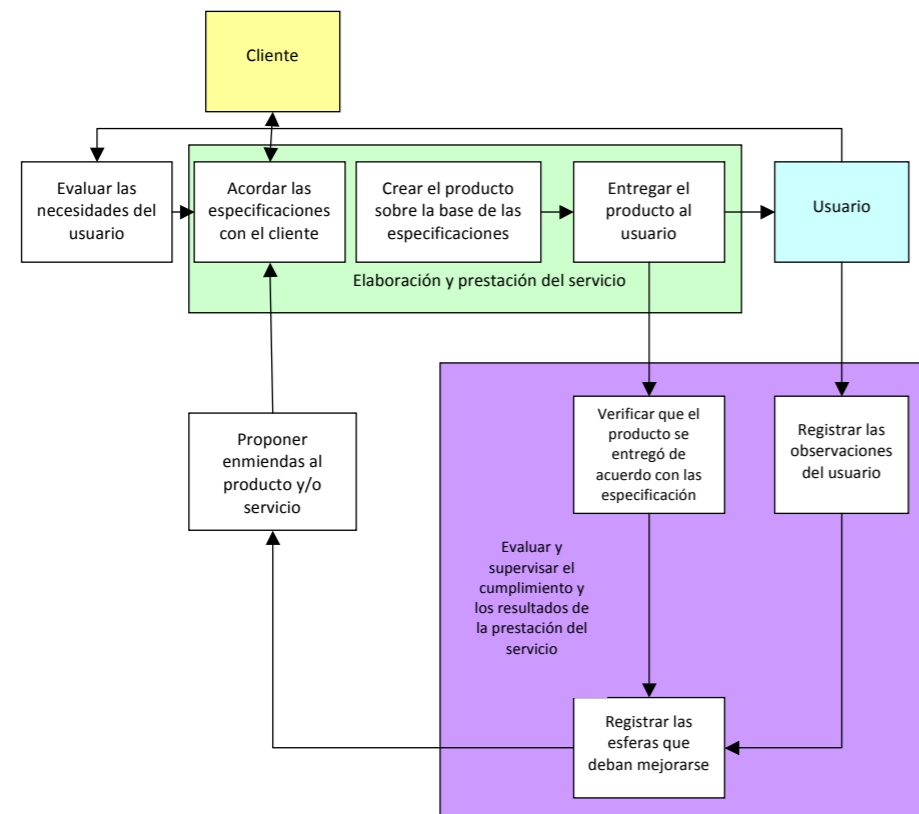 Cliente
Evaluar las
necesidades del
usuario
Acordar las
especificaciones
con el cliente
Crear el producto
sobre la base de las
especificaciones
Entregar el
producto al
usuario
Usuario
Elaboración y prestación del servicio
Proponer
enmiendas al
producto y/o
servicio
Verificar que el
producto se
entregó de
acuerdo con las
especificación
Registrar las
observaciones
del usuario
Evaluar y
supervisar el
cumplimiento y
los resultados de
la prestación del
servicio
Registrar las
esferas que
deban mejorarse